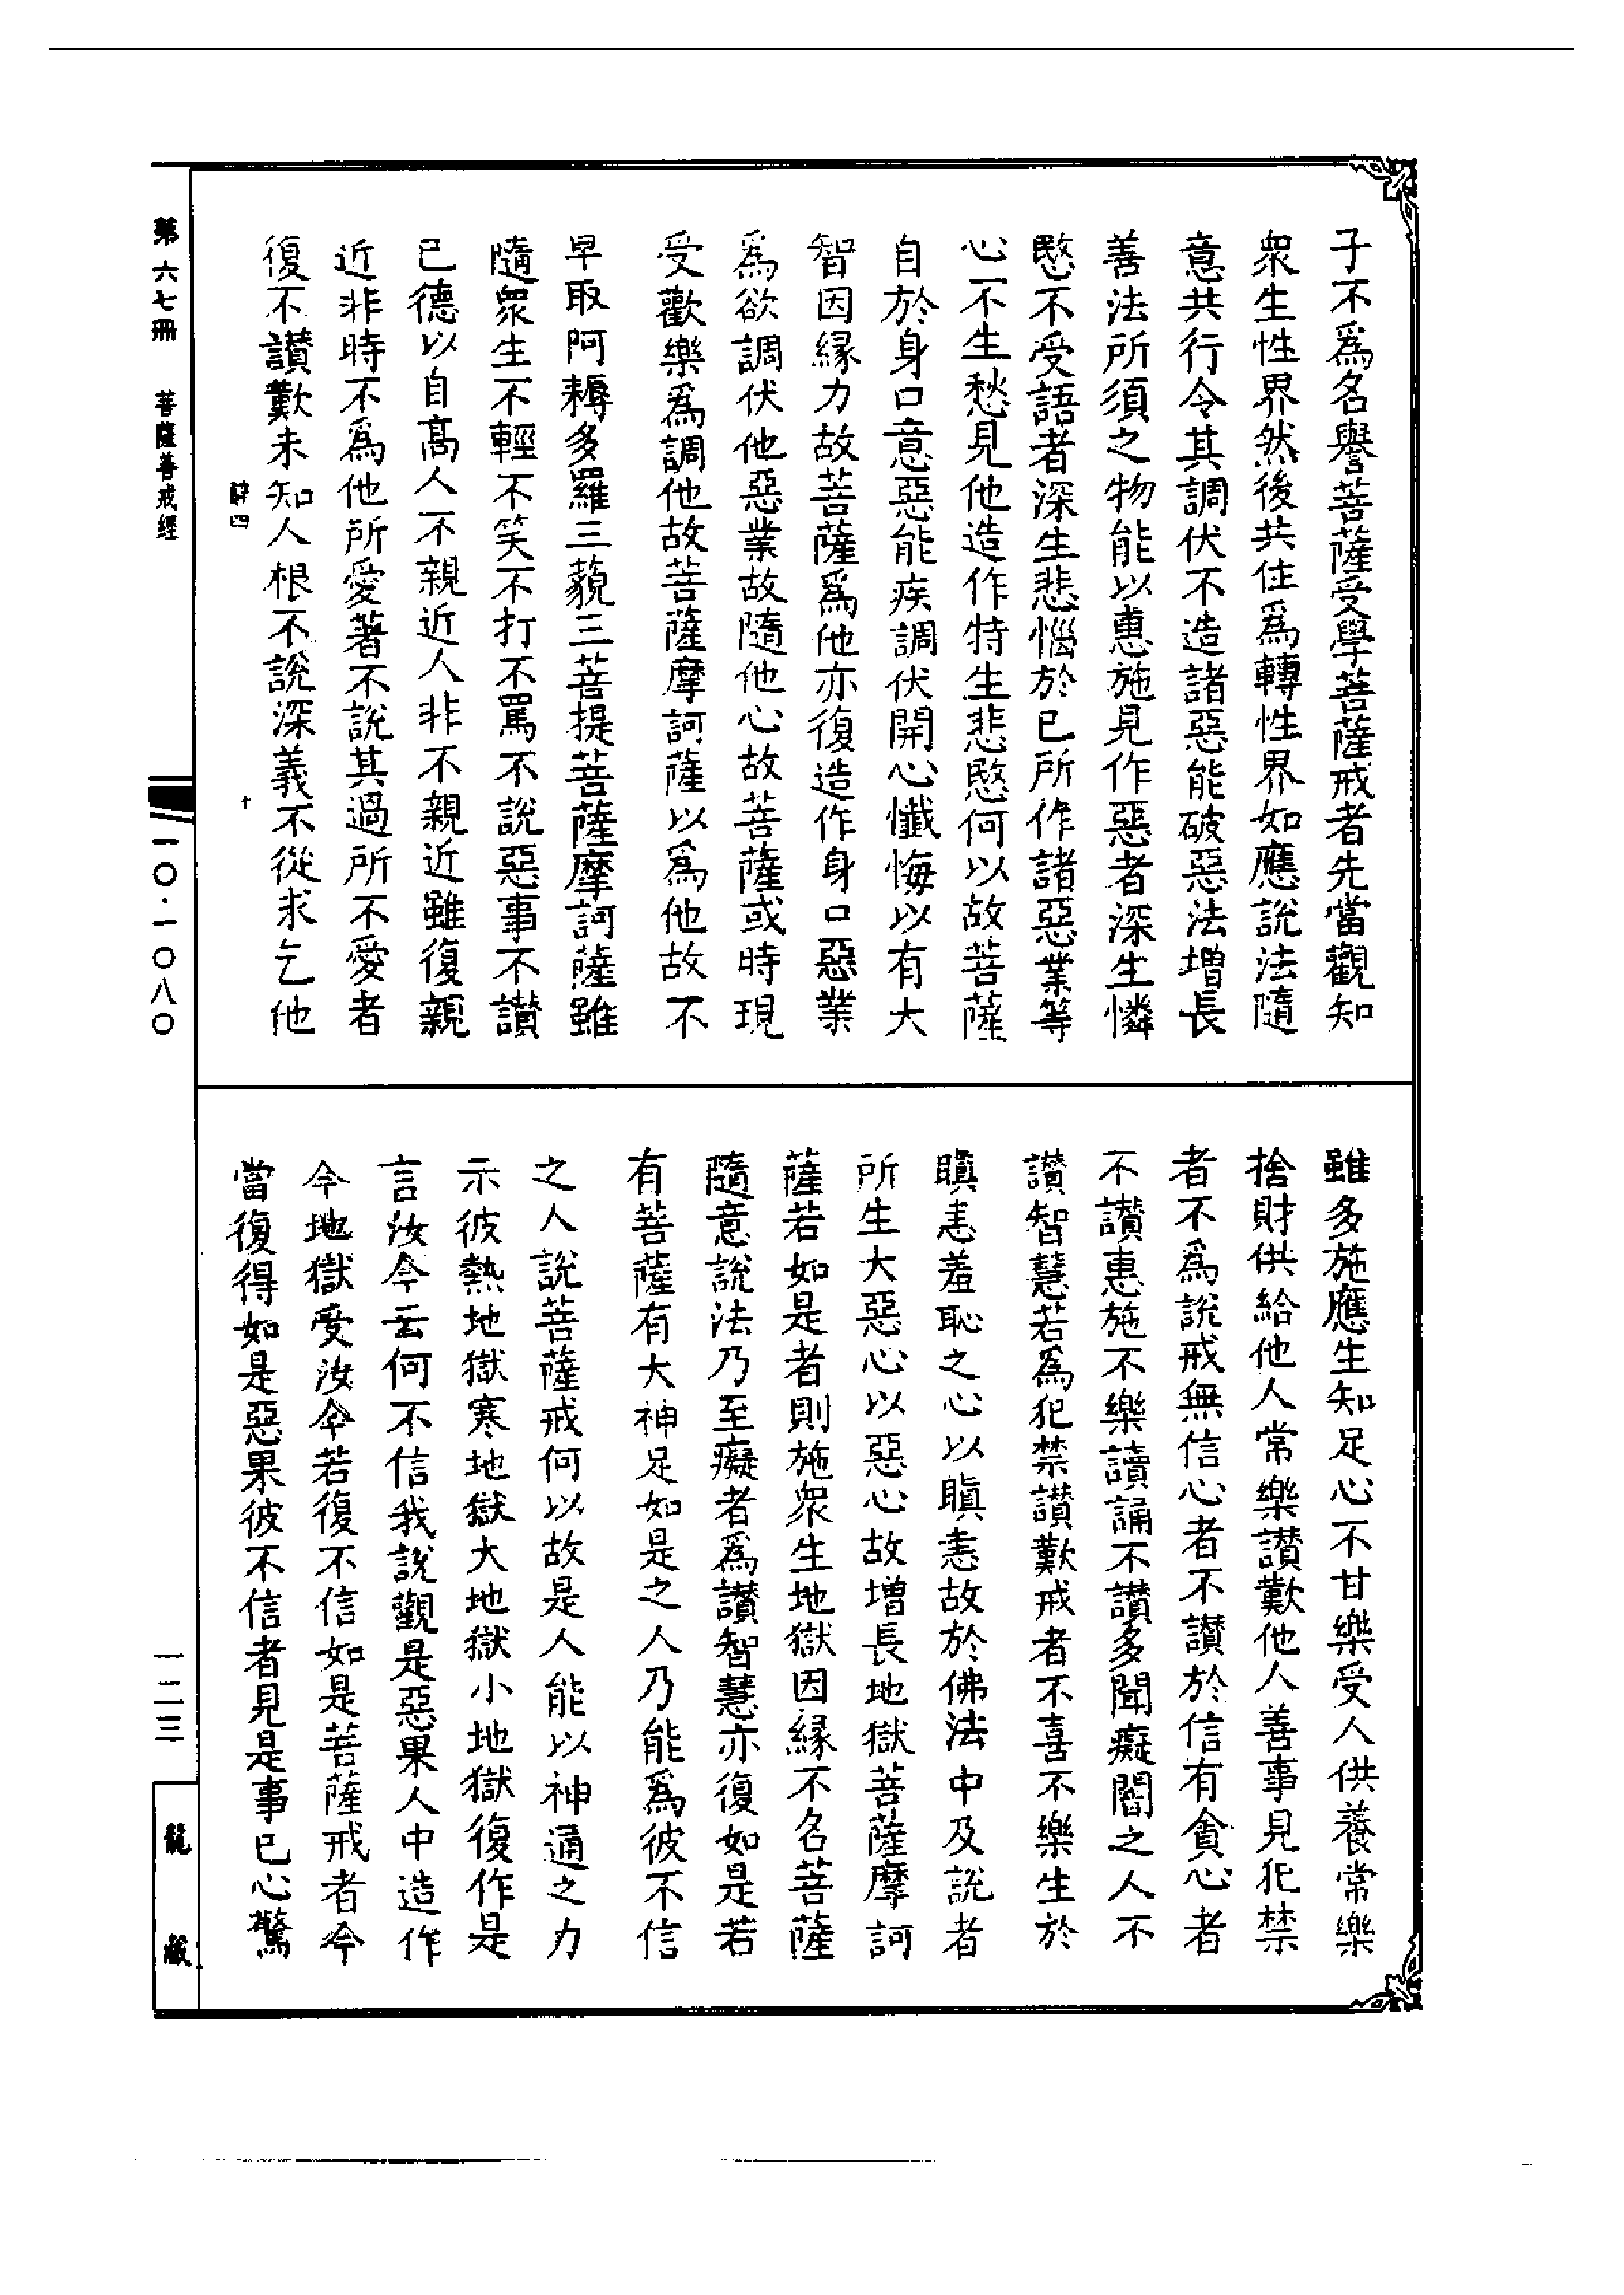 子不爲名譽菩薩受學菩薩戒者先當觀知
衆生性界然後共住爲轉性界如應說法隨
意共行令其調伏不造諸惡能破惡法增長
善法所須之物能以惠施見作惡者深生憐
愍不受語者深生悲惱於已所作諸惡業等
心不生愁見他造作特生悲愍何以故菩薩
自於身口意惡能疾調伏開心懺悔以有大
智因緣力故菩薩爲他亦復造作身口惡業
爲欲調伏他惡業故隨他心故菩薩或時現
受歡樂爲調他故菩薩摩訶薩以爲他故不
早取阿耨多羅三藐三菩提菩薩摩訶薩雖
隨衆生不輕不笑不打不罵不說惡事不讃
已德以自髙人不親近人非不親近雖復親
近非時不爲他所愛著不說其過所不愛者
復不讃歎未知人根不說深義不從求乞他
雖多施應生知足心不甘樂受人供養常樂
捨財供給他人常樂讃歎他人善事見犯禁
者不爲說戒無信心者不讃於信有貪心者
不讃惠施不樂讀誦不讃多聞癡闇之人不
讃智慧若爲犯禁讃歎戒者不喜不樂生於
瞋恚羞恥之心以瞋恚故於佛法中及說者
所生大惡心以惡心故增長地獄菩薩摩訶
薩若如是者則施衆生地獄因緣不名菩薩
隨意說法乃至癡者爲讃智慧亦復如是若
有菩薩有大神足如是之人乃能爲彼不信
之人說菩薩戒何以故是人能以神通之力
示彼熱地獄寒地獄大地獄小地獄復作是
言汝今云何不信我說觀是惡果人中造作
今地獄受汝今若復不信如是菩薩戒者今
當復得如是惡果彼不信者見是事已心驚
第六七冊　菩薩善戒經
一〇·一〇八〇
一二三
龍藏
四
十